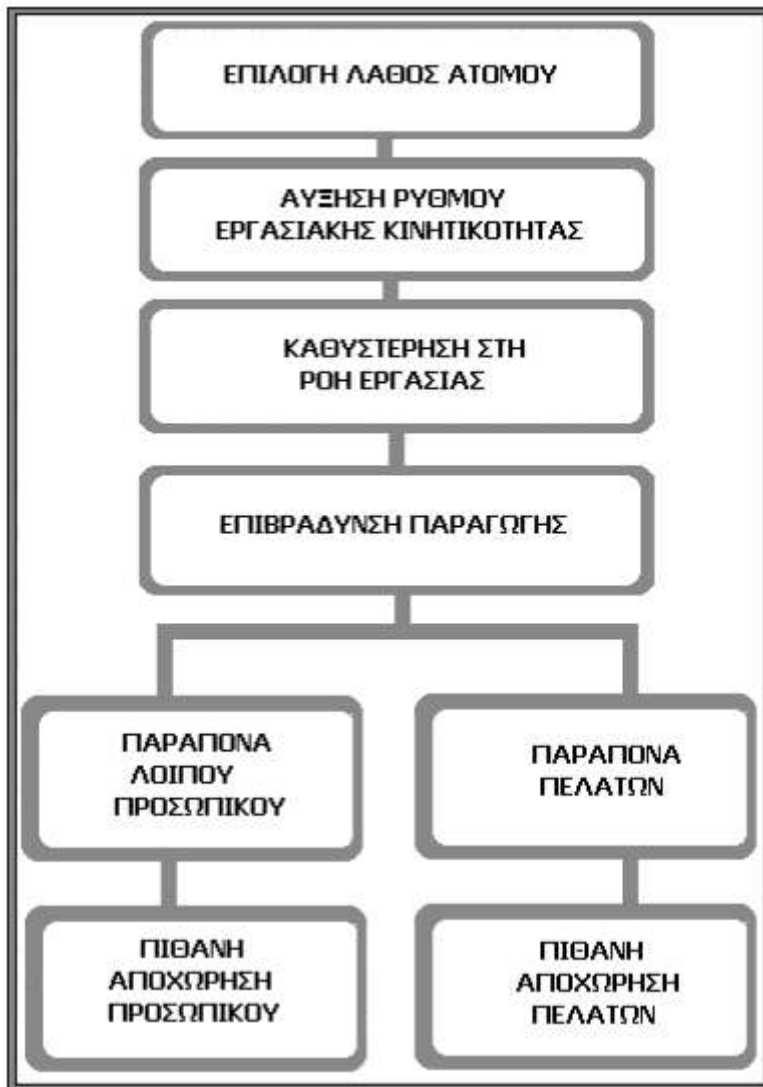 ΕΠΙΛΟΓΗ ΛΑΘΟΣ ΑΤΟΜΟΥ
ΑΥΞΗΣΗ ΡΥΘΜΟΥ
ΕΡΓΑΣΙΑΚΗΣ ΚΙΝΗΤΙΚΟΤΗΤΑΣ
ΚΑΘΥΣΤΕΡΗΣΗ ΣΤΗ
ΡΟΗ ΕΡΓΑΣΙΑΣ
ΕΠΙΒΡΑΔΥΝΣΗ ΠΑΡΑΓΩΓΗΣ
ΠΑΡΑΠΟΝΑ
ΛΟΙΠΟΥ
ΠΡΟΣΩΠΙΚΟΥ
ΠΑΡΑΠΟΝΑ
ΠΕΛΑΤΩΝ
ΠΙΘΑΝΗ
ΑΠΟΧΩΡΗΣΗ
ΠΡΟΣΩΠΙΚΟΥ
ΠΙΘΑΝΗ
ΑΠΟΧΩΡΗΣΗ
ΠΕΛΑΤΩΝ